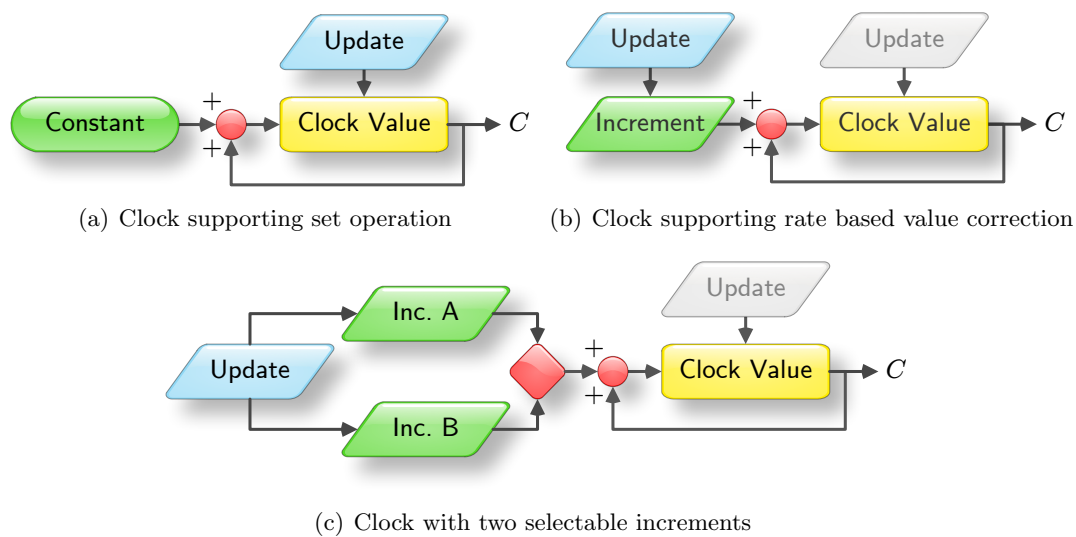 Update
Constant
+
+
Clock Value
C
(a) Clock supporting set operation
Update
Update
Increment
+
+
Clock Value
C
(b) Clock supporting rate based value correction
Update
Inc. A
Inc. B
+
+
Update
Clock Value
C
(c) Clock with two selectable increments